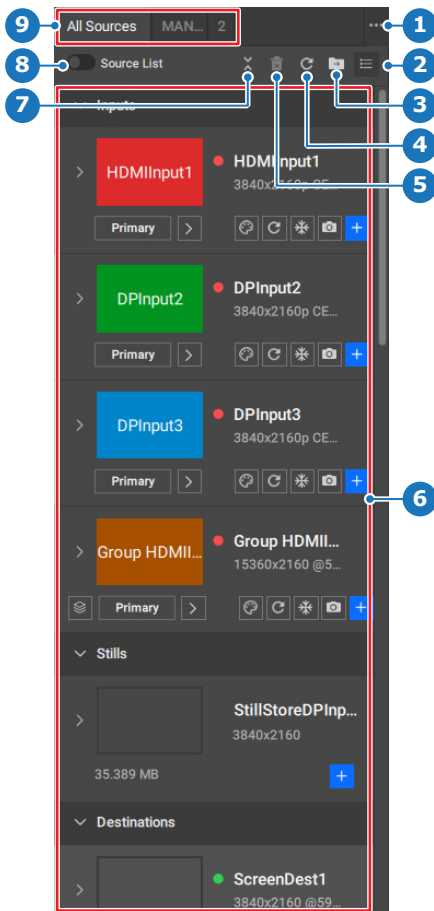 9
All Sources MAN... 2
1
8
Source List
2
7
3
4
5
Inputs
HDMIInput1
HDMIInput1
3840x2160p CE...
Primary
DPInput2
DPInput2
3840x2160p CE...
Primary
DPInput3
DPInput3
3840x2160p CE...
Primary
6
Group HDMII...
Group HDMII...
15360x2160 @5...
Primary
Stills
StillStoreDPInp...
3840x2160
35.389 MB
Destinations
ScreenDest1
3840x2160 @59...